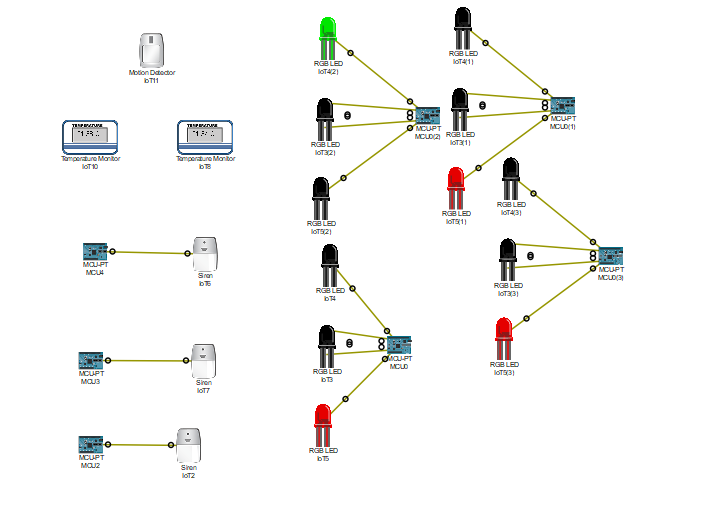 Motion Detector
IoT11
TEMPERATURE
Temperature Monitor
IoT10
TEMPERATURE
Temperature Monitor
IoT8
MCU-PT
MCU4
Siren
IoT6
MCU-PT
MCU3
Siren
IoT7
MCU-PT
MCU2
Siren
IoT2
RGB LED
IoT4(2)
RGB LED
IoT3(2)
RGB LED
IoT5(2)
MCU-PT
MCU0(2)
RGB LED
IoT4(1)
RGB LED
IoT3(1)
RGB LED
IoT5(1)
MCU-PT
MCU0(1)
RGB LED
IoT4(3)
RGB LED
IoT3(3)
RGB LED
IoT5(3)
MCU-PT
MCU0(3)
RGB LED
IoT4
RGB LED
IoT3
RGB LED
IoT5
MCU-PT
MCU0